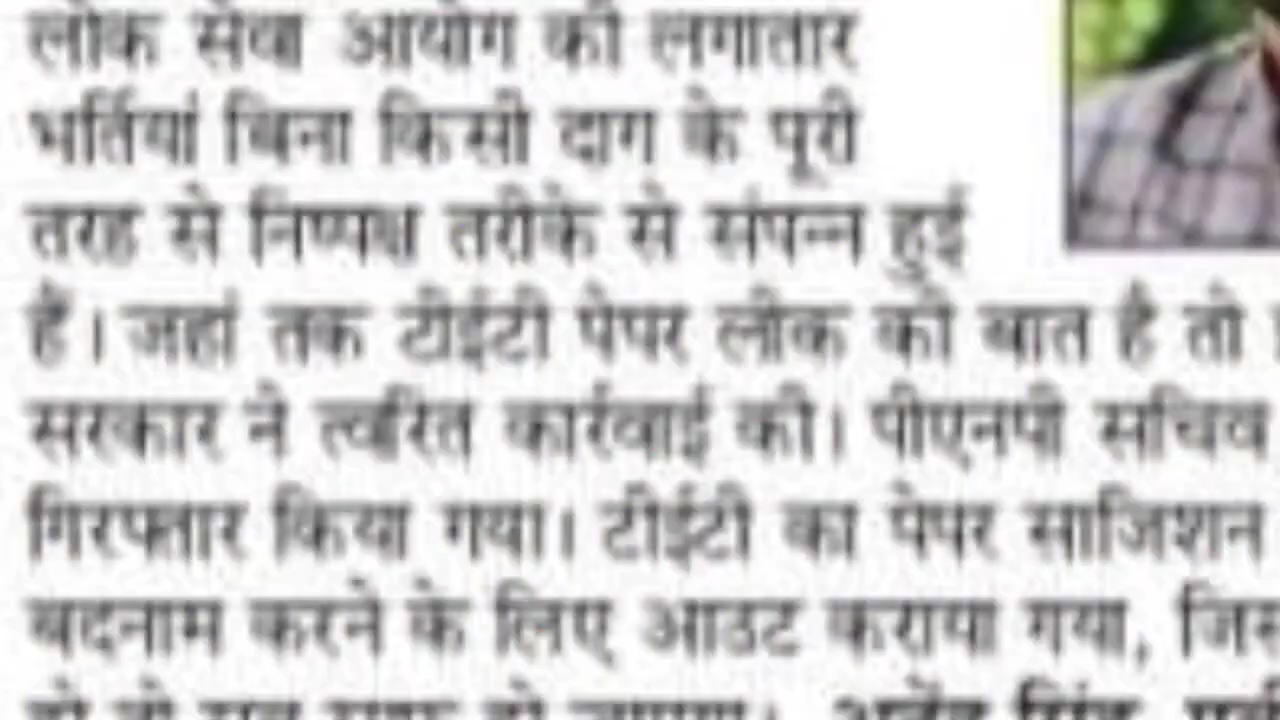 लोक सेवा आयोग की लगातार
भर्तियां बिना किसी दाग के पूरी
तरह से निष्पक्ष तरीके से संपन्न हुई
हैं। जहां तक टीईटी पेपर लीक की बात है तो
सरकार ने त्वरित कार्रवाई की। पीएनपी सचिव
गिरफ्तार किया गया। टीईटी का पेपर साजिशन
बदनाम करने के लिए आउट कराया गया,